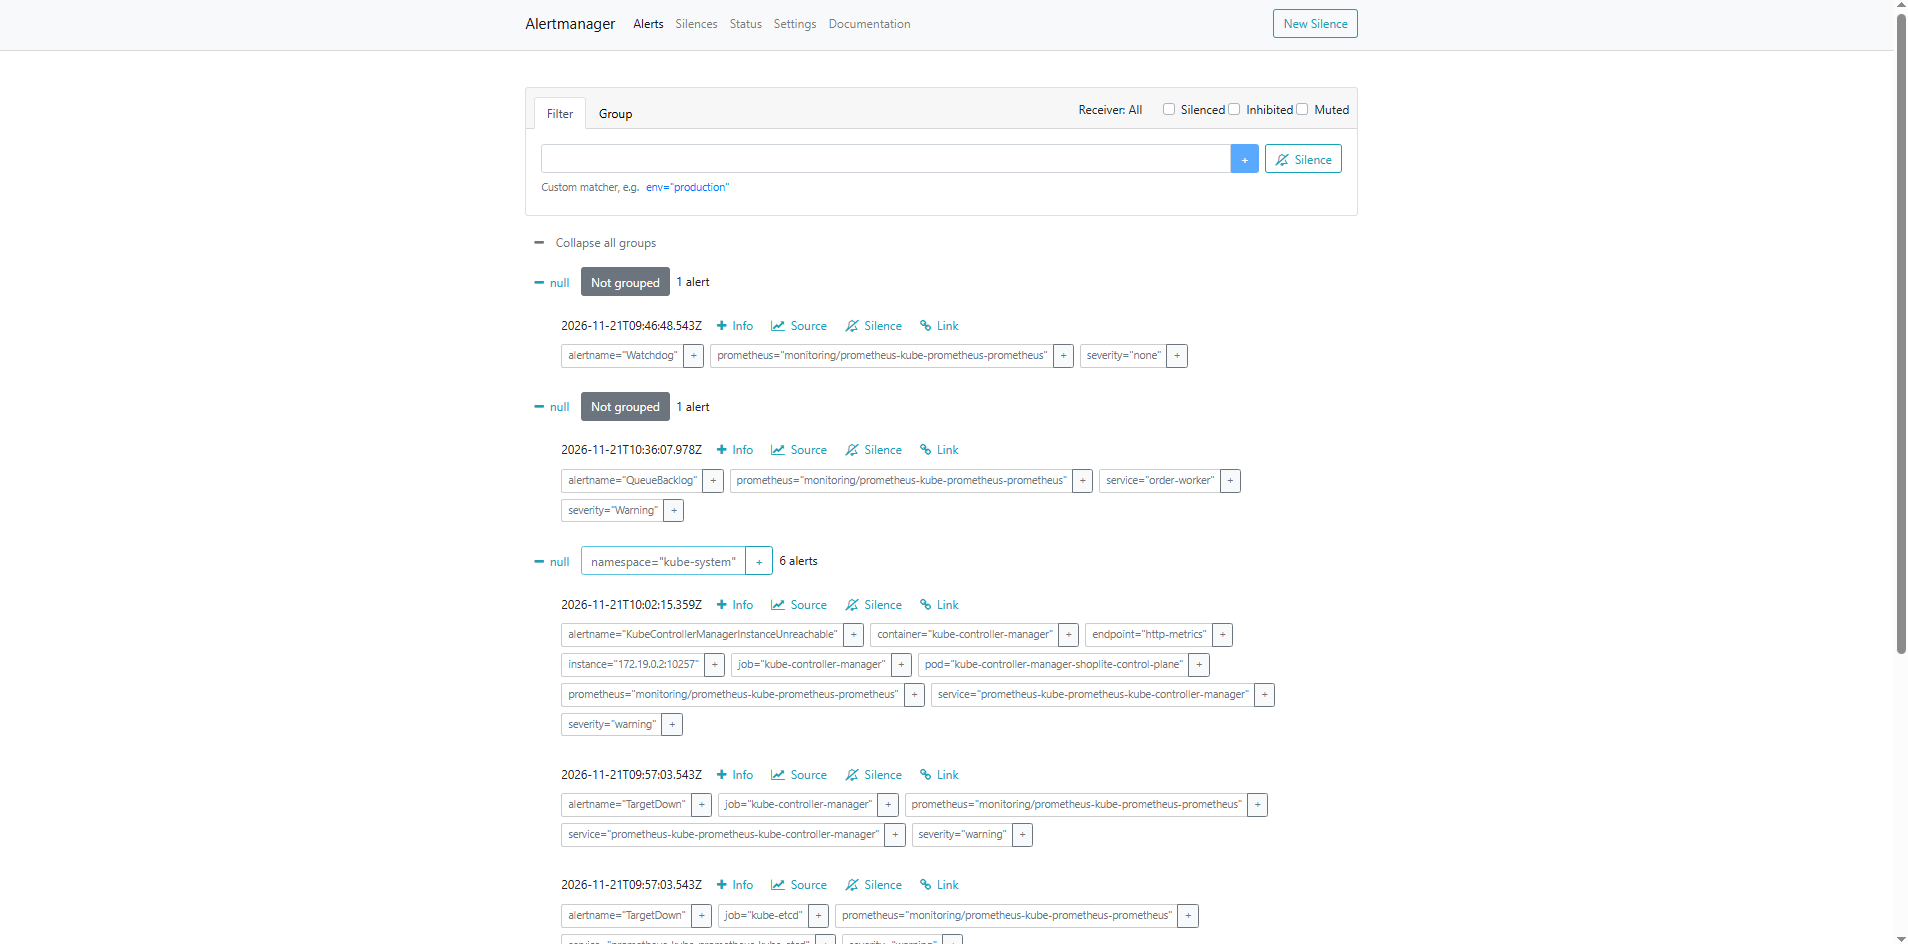 Alertmanager Alerts Silences Status Settings Documentation New Silence
Filter Group Receiver: All Silenced Inhibited Muted
+ Silence
Custom matcher, e.g. env="production"
Collapse all groups
null Not grouped 1 alert
2026-11-21T09:46:48.543Z + Info Source Silence Link
alertname="Watchdog" + prometheus="monitoring/prometheus-kube-prometheus-prometheus" + severity="none" +
null Not grouped 1 alert
2026-11-21T10:36:07.978Z + Info Source Silence Link
alertname="QueueBacklog" + prometheus="monitoring/prometheus-kube-prometheus-prometheus" + service="order-worker" +
severity="Warning" +
null namespace="kube-system" + 6 alerts
2026-11-21T10:02:15.359Z + Info Source Silence Link
alertname="KubeControllerManagerInstanceUnreachable" + container="kube-controller-manager" + endpoint="http-metrics" +
instance="172.19.0.2:10257" + job="kube-controller-manager" + pod="kube-controller-manager-shoplite-control-plane" +
prometheus="monitoring/prometheus-kube-prometheus-prometheus" + service="prometheus-kube-prometheus-kube-controller-manager" +
severity="warning" +
2026-11-21T09:57:03.543Z + Info Source Silence Link
alertname="TargetDown" + job="kube-controller-manager" + prometheus="monitoring/prometheus-kube-prometheus-prometheus" +
service="prometheus-kube-prometheus-kube-controller-manager" + severity="warning" +
2026-11-21T09:57:03.543Z + Info Source Silence Link
alertname="TargetDown" + job="kube-etcd" + prometheus="monitoring/prometheus-kube-prometheus-prometheus" +
service="prometheus-kube-prometheus-kube-etcd" + severity="warning" +